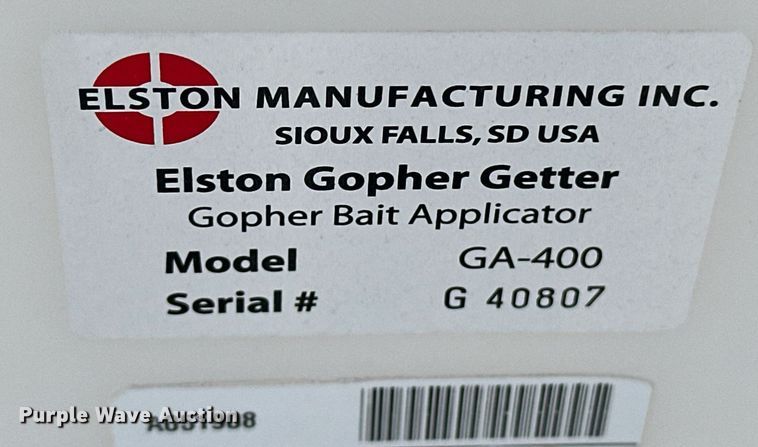 ELSTON MANUFACTURING INC.
SIOUX FALLS, SD USA
Elston Gopher Getter
Gopher Bait Applicator
Model GA-400
Serial # G 40807
Purple Wave Auction